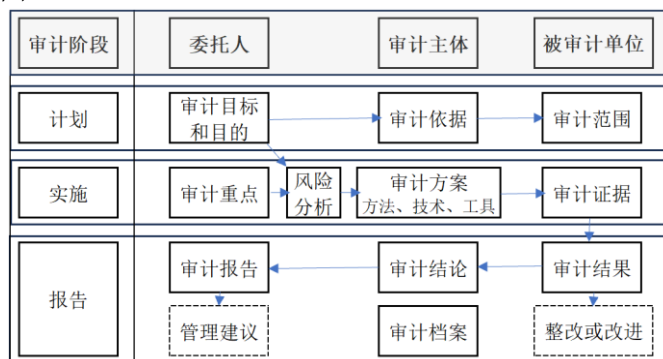 审计阶段
委托人
审计主体
被审计单位
计划
审计目标
和目的
审计依据
审计范围
实施
审计重点
风险
分析
审计方案
方法、技术、工具
审计证据
报告
审计报告
审计结论
审计结果
管理建议
审计档案
整改或改进